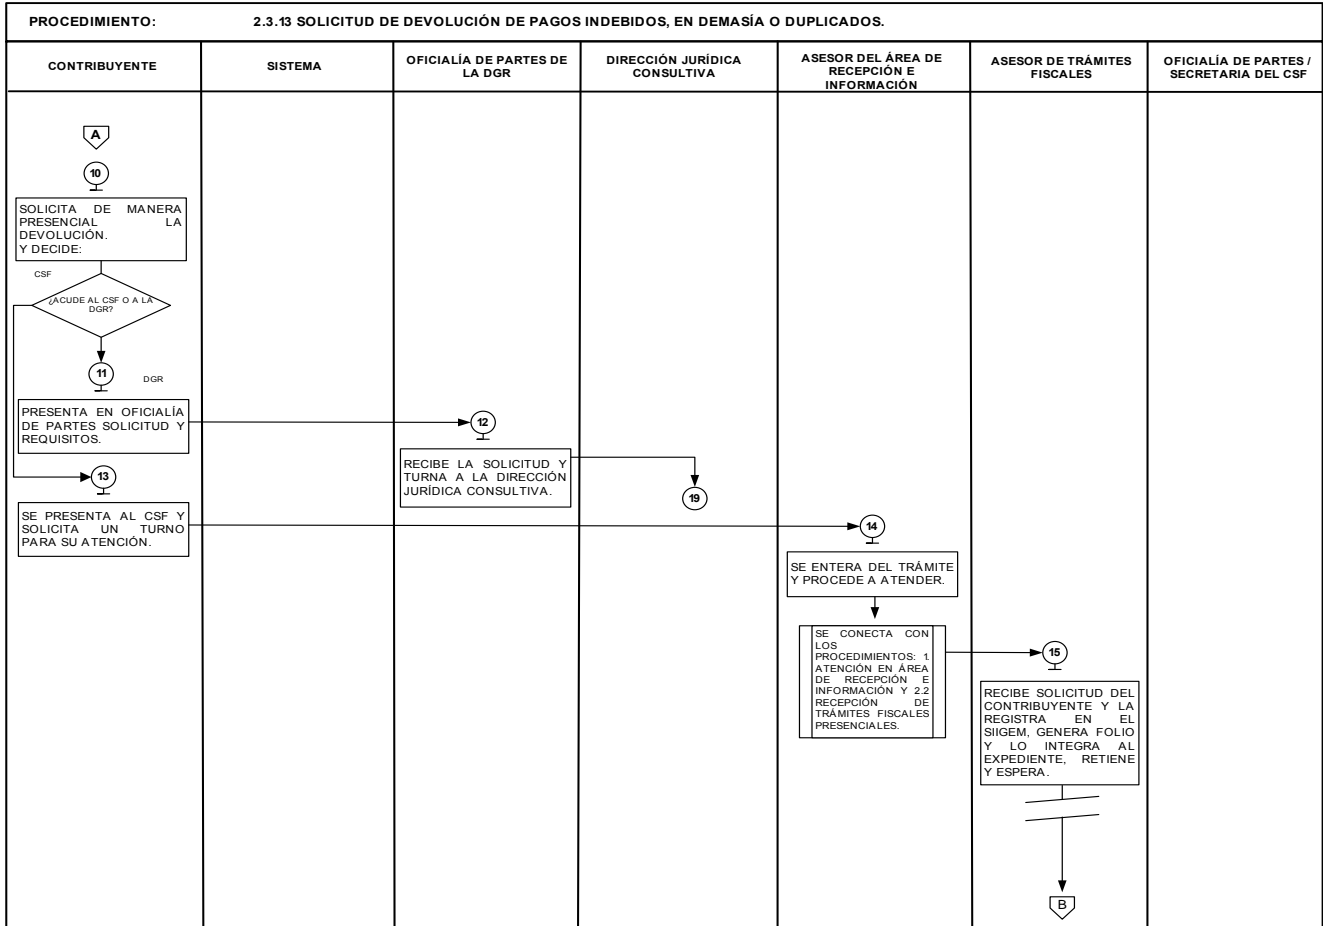 PROCEDIMIENTO: 2.3.13 SOLICITUD DE DEVOLUCIÓN DE PAGOS INDEBIDOS, EN DEMASÍA O DUPLICADOS.
CONTRIBUYENTE
SISTEMA
OFICIALÍA DE PARTES DE
LA DGR
DIRECCIÓN JURÍDICA
CONSULTIVA
ASESOR DEL ÁREA DE
RECEPCIÓN E
INFORMACIÓN
ASESOR DE TRÁMITES
FISCALES
OFICIALÍA DE PARTES /
SECRETARIA DEL CSF
A
10
SOLICITA DE MANERA
PRESENCIAL LA
DEVOLUCIÓN.
Y DECIDE:
CSF
¿ACUDE AL CSF O A LA
DGR?
11
DGR
PRESENTA EN OFICIALÍA
DE PARTES SOLICITUD Y
REQUISITOS.
12
RECIBE LA SOLICITUD Y
TURNA A LA DIRECCIÓN
JURÍDICA CONSULTIVA.
19
13
SE PRESENTA AL CSF Y
SOLICITA UN TURNO
PARA SU ATENCIÓN.
14
SE ENTERA DEL TRÁMITE
Y PROCEDE A ATENDER.
SE CONECTA CON
LOS
PROCEDIMIENTOS: 1.
ATENCIÓN EN ÁREA
DE RECEPCIÓN E
INFORMACIÓN Y 2.2
RECEPCIÓN DE
TRÁMITES FISCALES
PRESENCIALES.
15
RECIBE SOLICITUD DEL
CONTRIBUYENTE Y LA
REGISTRA EN EL
SIIGEM, GENERA FOLIO
Y LO INTEGRA AL
EXPEDIENTE, RETIENE
Y ESPERA.
B